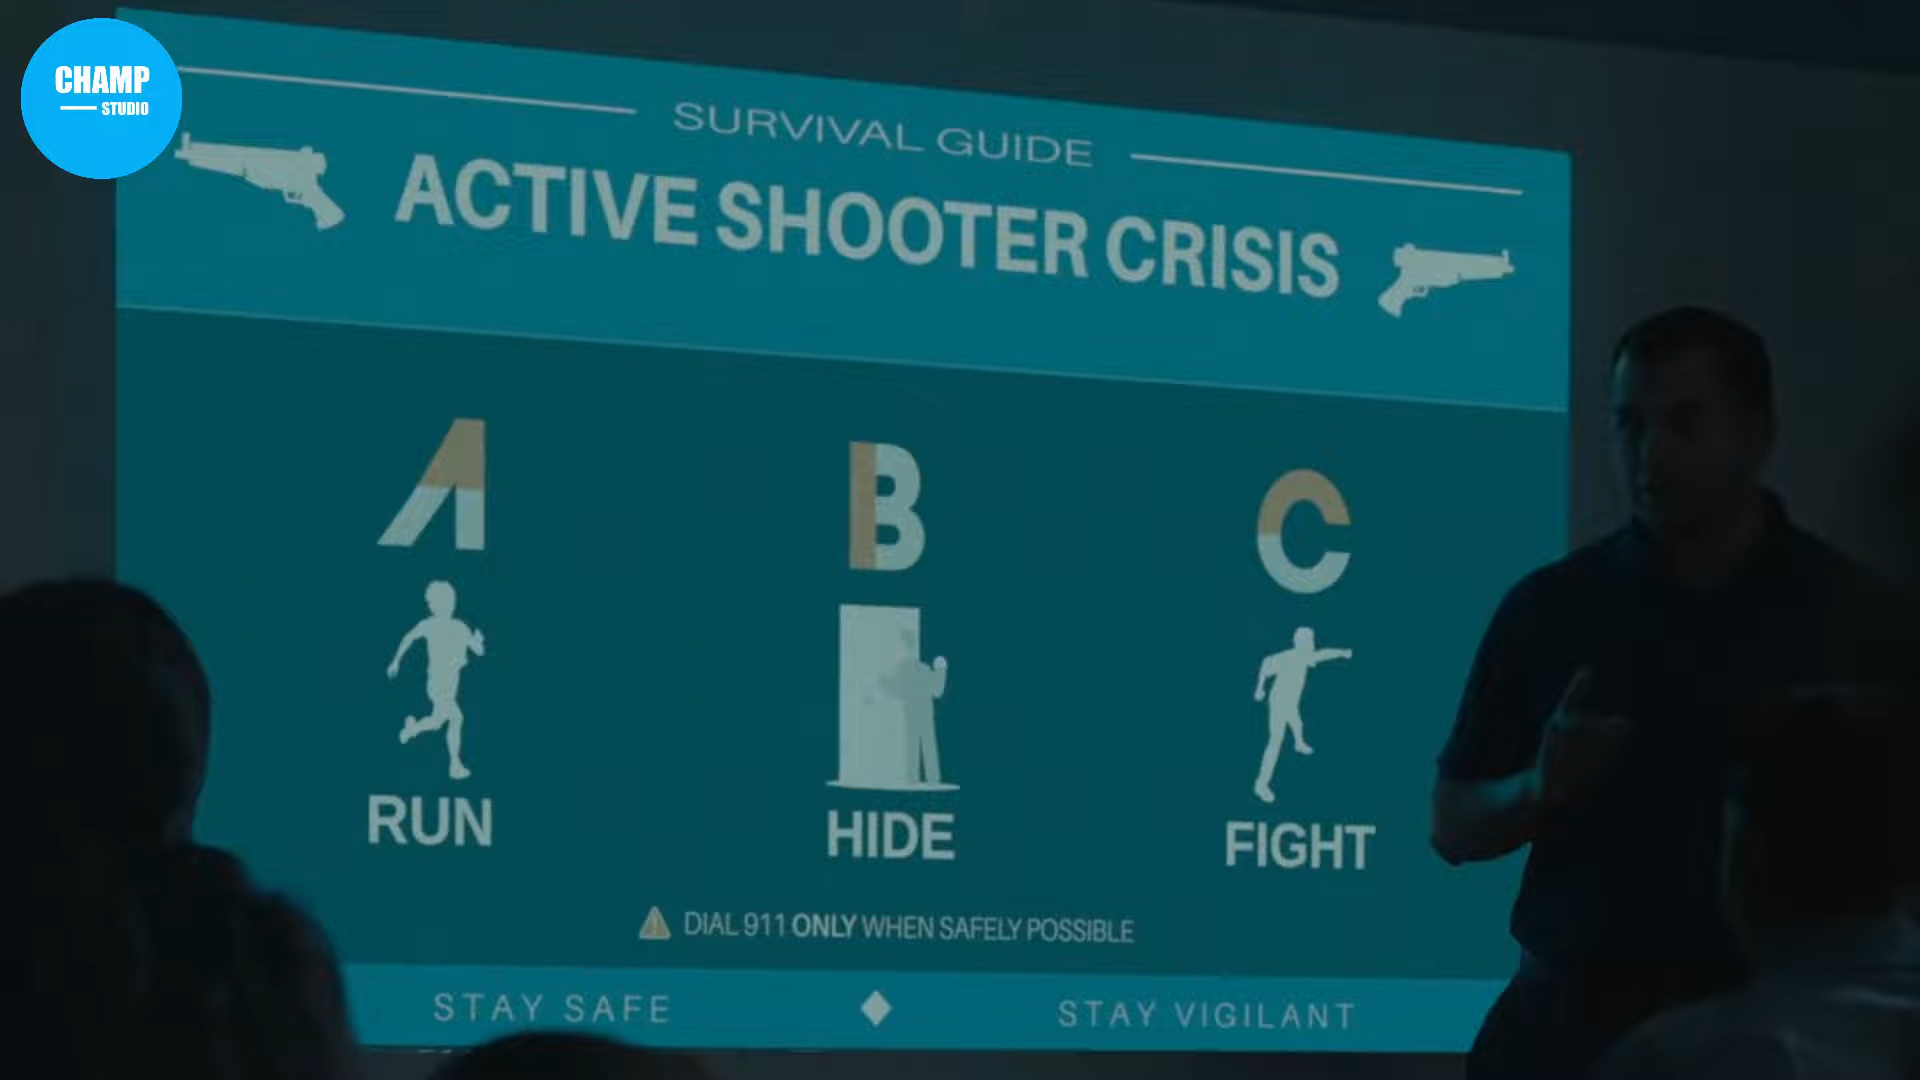 CHAMP
STUDIO
SURVIVAL GUIDE
ACTIVE SHOOTER CRISIS
A
B
C
RUN
HIDE
FIGHT
DIAL 911 ONLY WHEN SAFELY POSSIBLE
STAY SAFE
STAY VIGILANT